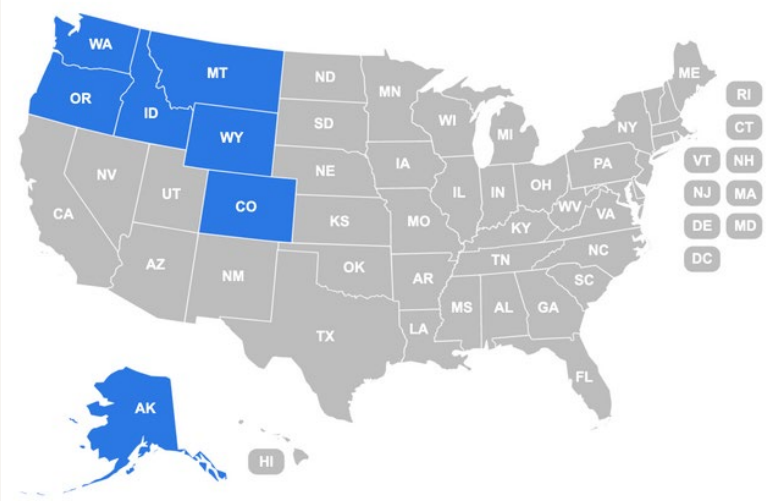 WA
MT
ND
MN
ME
OR
ID
WY
SD
WI
MI
NY
RI
CT
NV
UT
CO
NE
IA
IL
IN
OH
PA
VT
NH
CA
KS
MO
KY
WV
VA
NJ
MA
AZ
NM
OK
AR
TN
NC
DE
MD
TX
LA
MS
AL
GA
SC
DC
FL
AK
HI